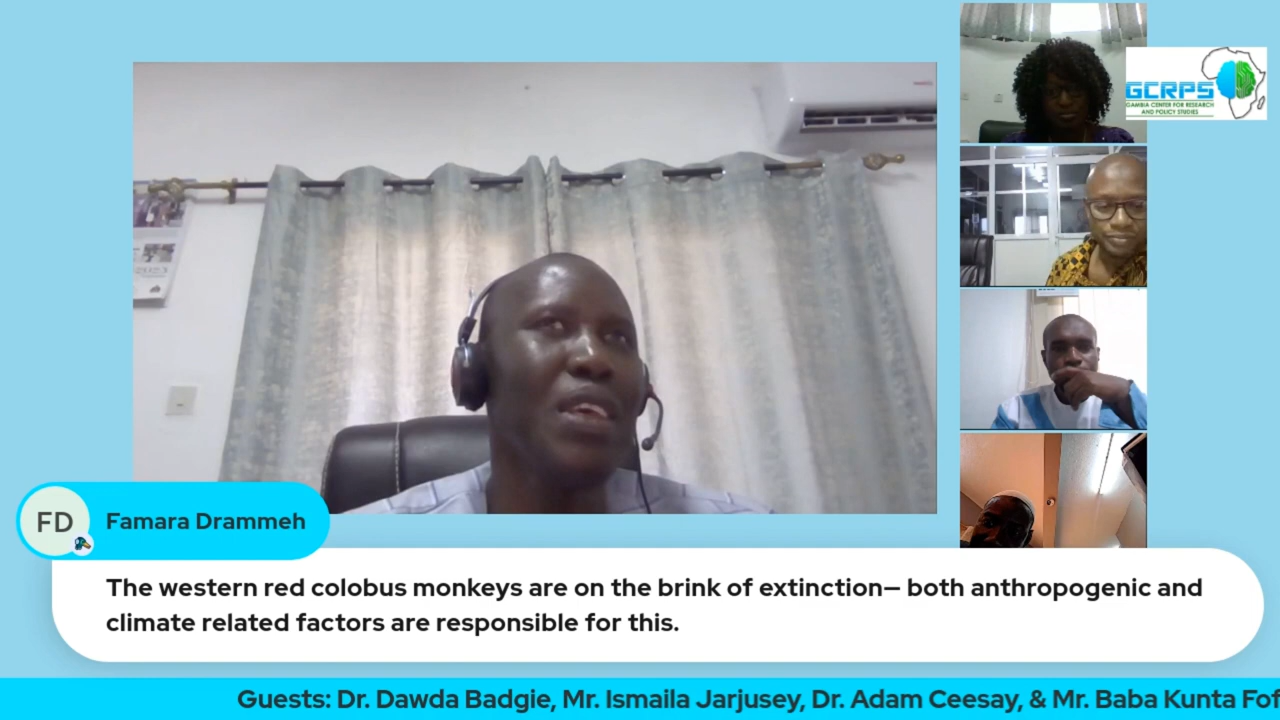 GCRPS
GAMBIA CENTER FOR RESEARCH
AND POLICY STUDIES
2023
FD
Famara Drammeh
The western red colobus monkeys are on the brink of extinction— both anthropogenic and
climate related factors are responsible for this.
Guests: Dr. Dawda Badgie, Mr. Ismaila Jarjusey, Dr. Adam Ceesay, & Mr. Baba Kunta Fof